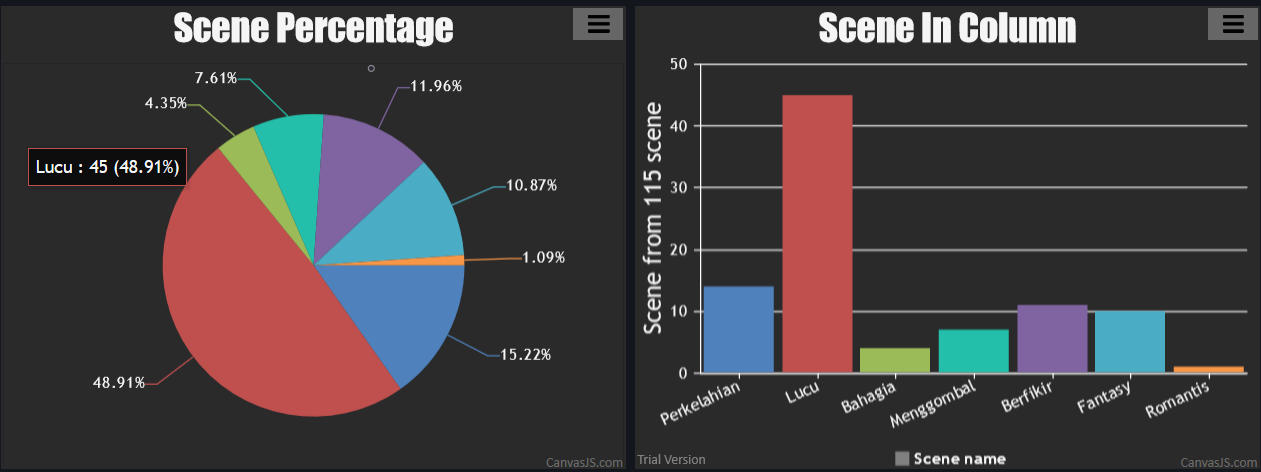 Scene Percentage
7.61%
11.96%
4.35%
Lucu : 45 (48.91%)
10.87%
1.09%
15.22%
48.91%
CanvasJS.com
Scene In Column
Scene from 115 scene
50
40
30
20
10
0
Perkelahian
Lucu
Bahagia
Menggombal
Berfikir
Fantasy
Romantis
Scene name
Trial Version
CanvasJS.com